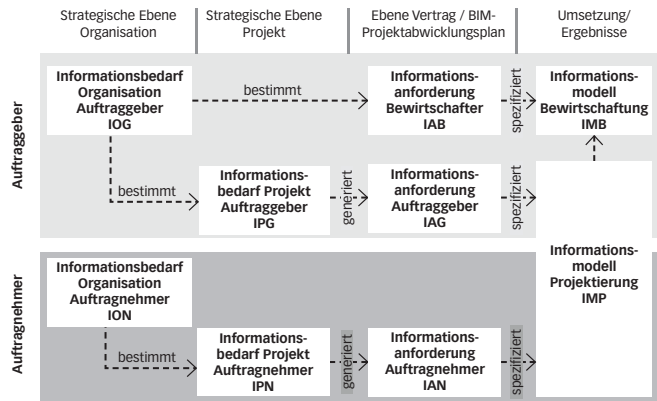 Strategische Ebene
Organisation
Strategische Ebene
Projekt
Ebene Vertrag / BIM-
Projektabwicklungsplan
Umsetzung/
Ergebnisse
Auftraggeber
Informationsbedarf
Organisation
Auftraggeber
IOG
bestimmt
Informations-
anforderung
Bewirtschafter
IAB
spezifiziert
Informations-
modell
Bewirtschaftung
IMB
bestimmt
Informations-
bedarf Projekt
Auftraggeber
IPG
generiert
Informations-
anforderung
Auftraggeber
IAG
spezifiziert
Informations-
modell
Projektierung
IMP
Auftragnehmer
Informationsbedarf
Organisation
Auftragnehmer
ION
bestimmt
Informations-
bedarf Projekt
Auftragnehmer
IPN
generiert
Informations-
anforderung
Auftragnehmer
IAN
spezifiziert